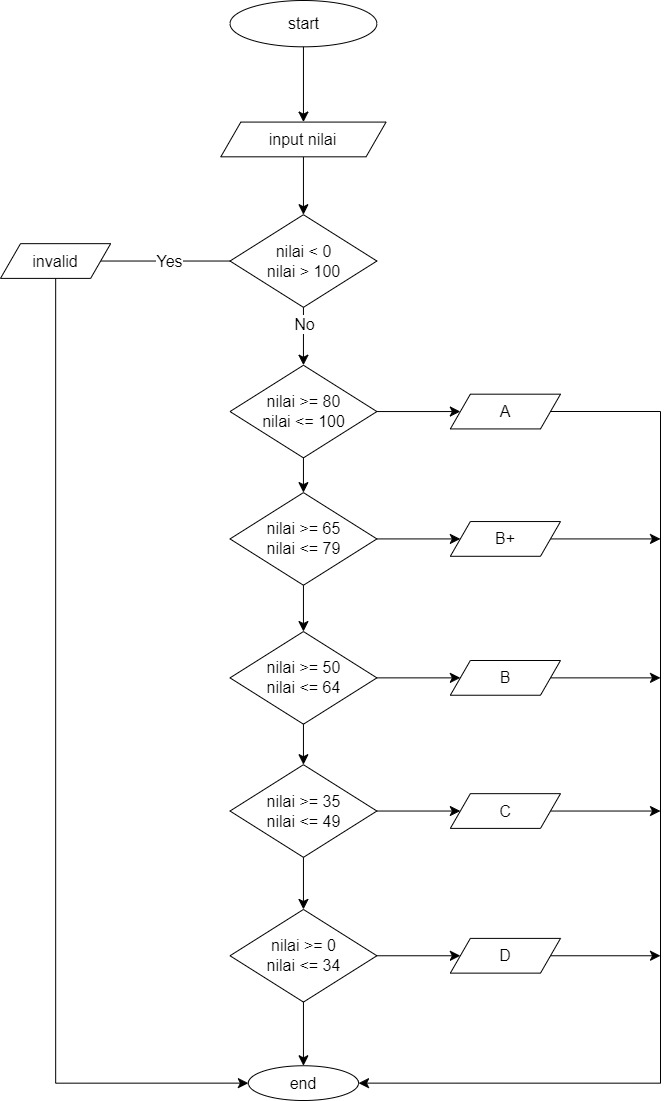 start
input nilai
nilai < 0
nilai > 100
invalid
Yes
No
nilai >= 80
nilai <= 100
A
nilai >= 65
nilai <= 79
B+
nilai >= 50
nilai <= 64
B
nilai >= 35
nilai <= 49
C
nilai >= 0
nilai <= 34
D
end